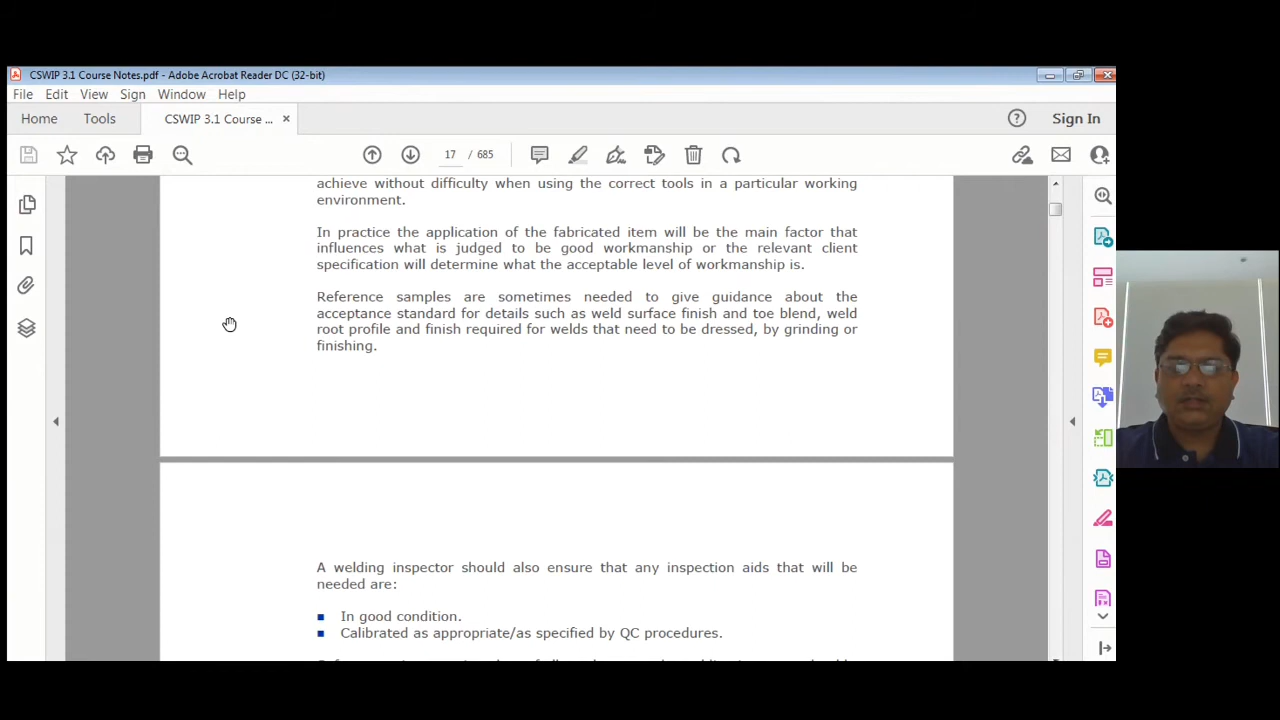 CSWIP 3.1 Course Notes.pdf - Adobe Acrobat Reader DC (32-bit)
File Edit View Sign Window Help
Home Tools CSWIP 3.1 Course ... × Sign In
17 / 685
achieve without difficulty when using the correct tools in a particular working
environment.
In practice the application of the fabricated item will be the main factor that
influences what is judged to be good workmanship or the relevant client
specification will determine what the acceptable level of workmanship is.
Reference samples are sometimes needed to give guidance about the
acceptance standard for details such as weld surface finish and toe blend, weld
root profile and finish required for welds that need to be dressed, by grinding or
finishing.
A welding inspector should also ensure that any inspection aids that will be
needed are:
■ In good condition.
■ Calibrated as appropriate/as specified by QC procedures.